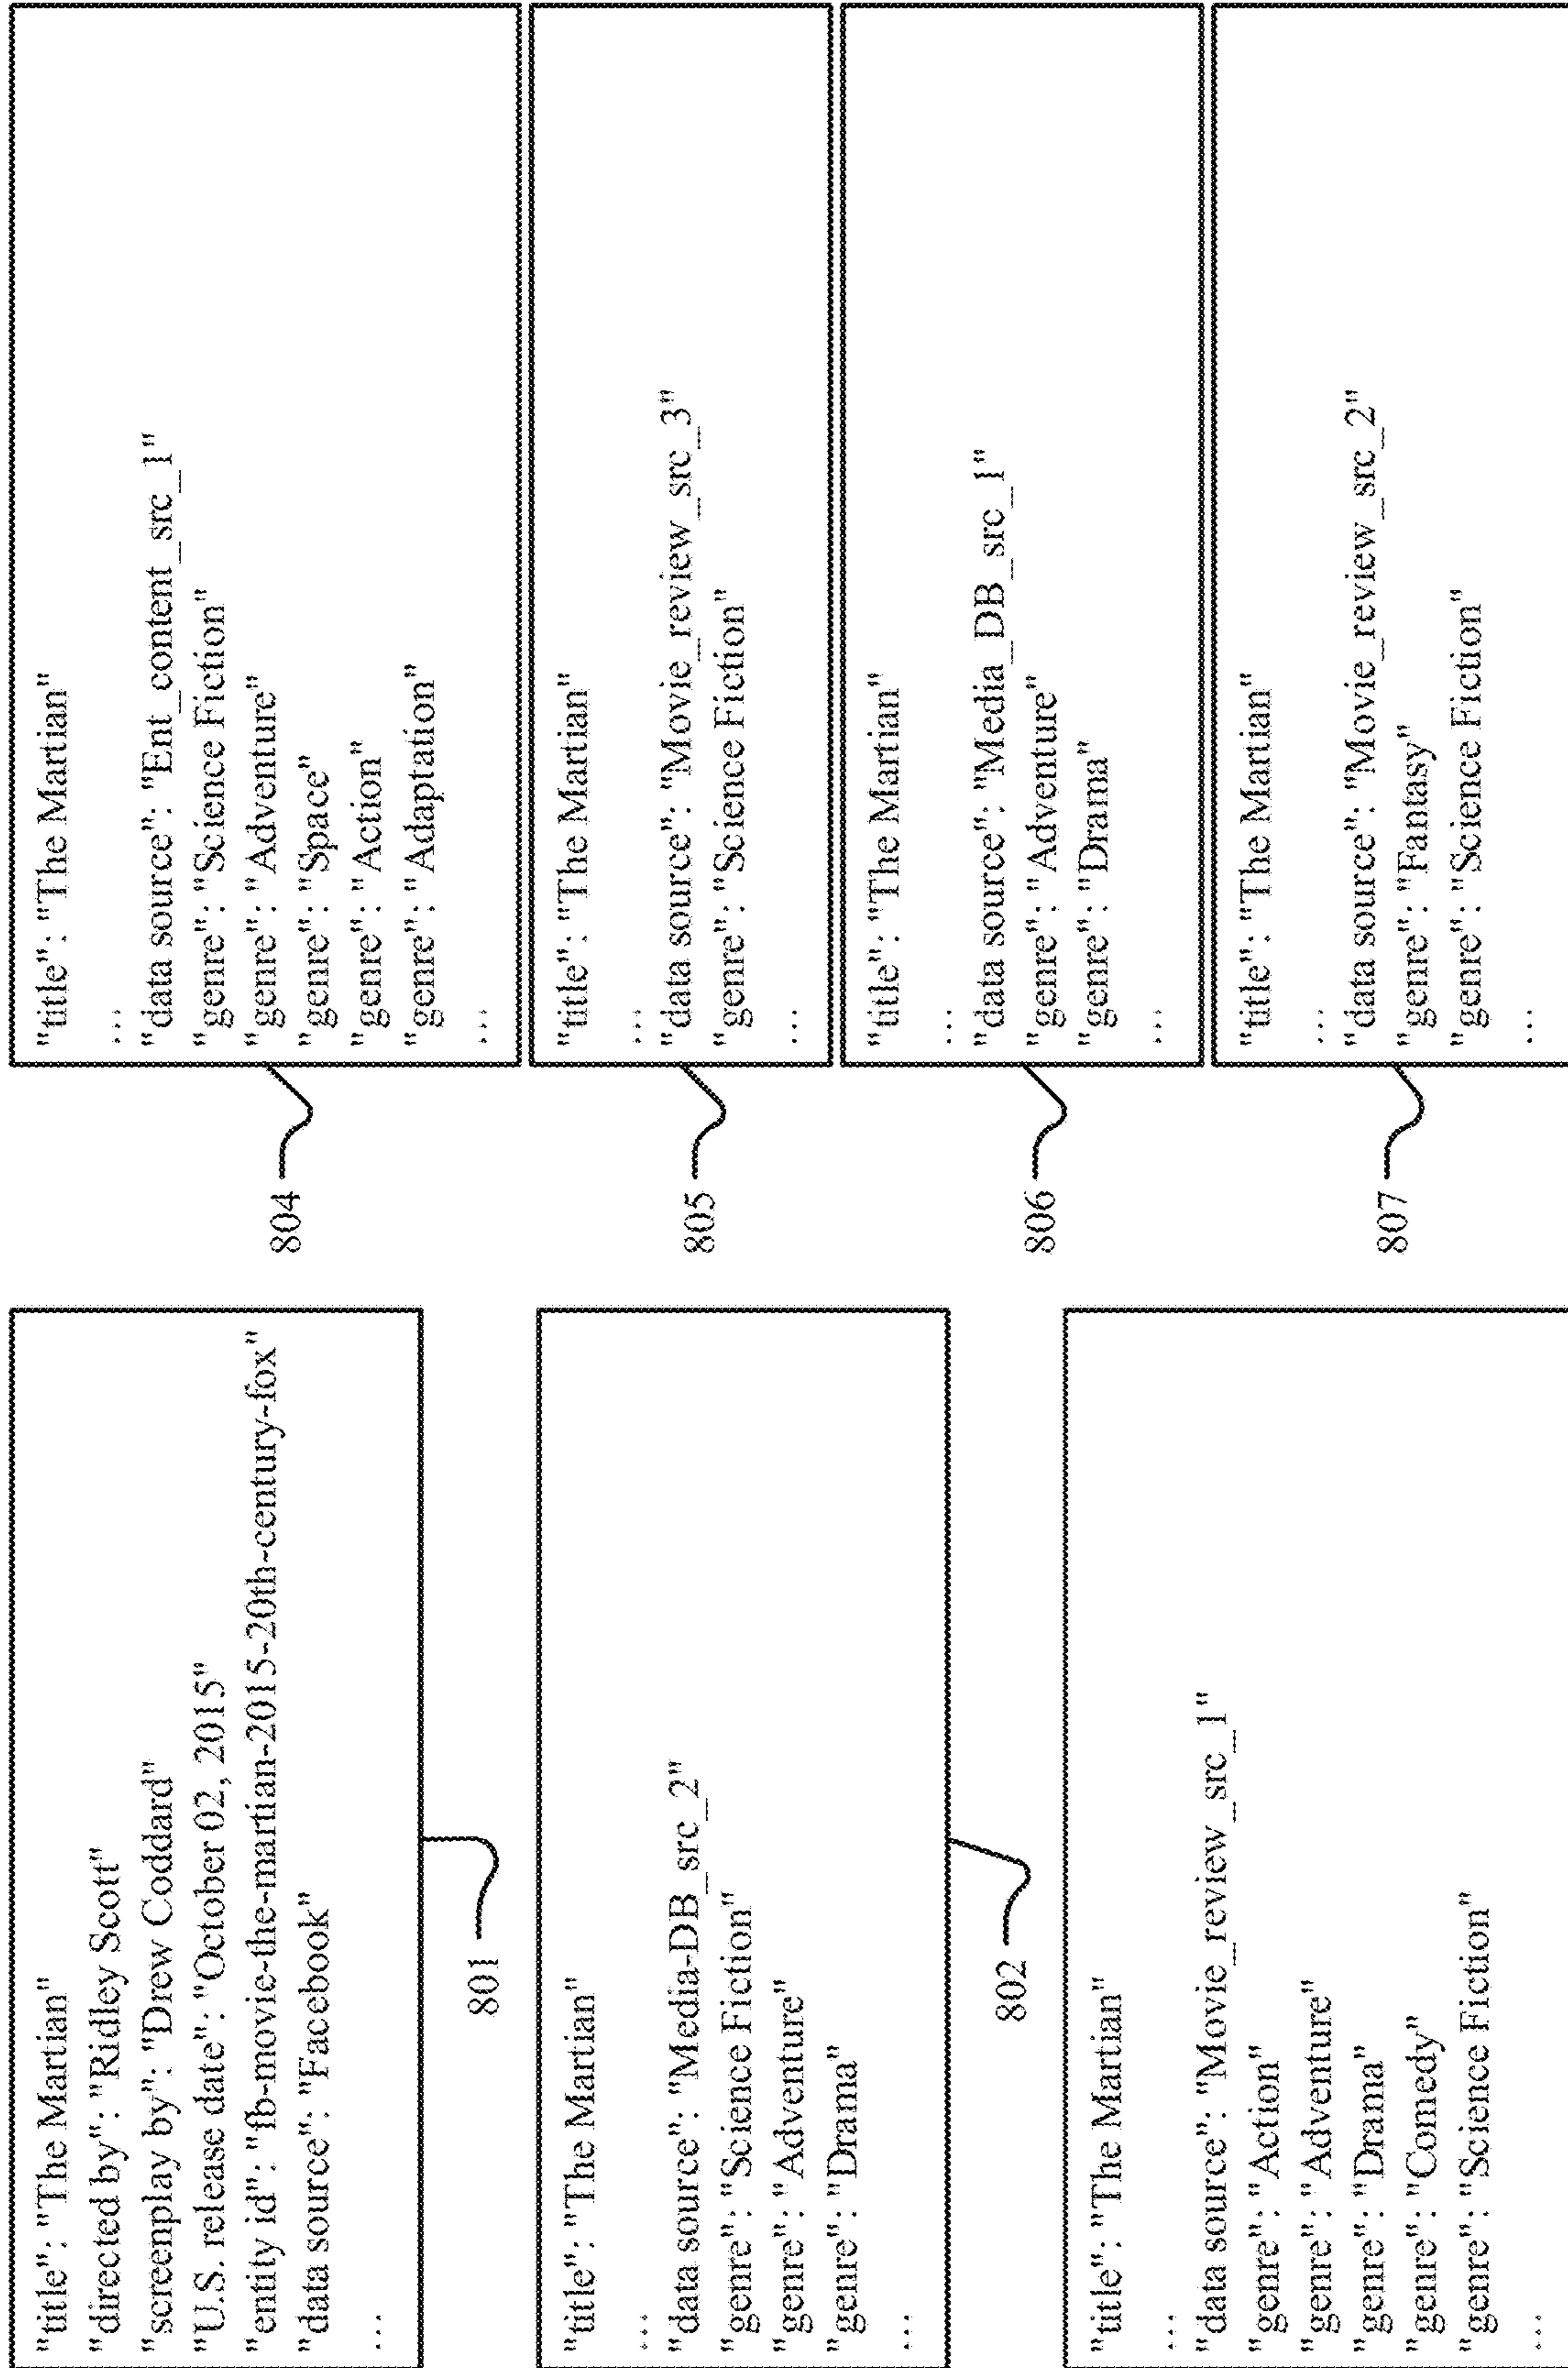 "title": "The Martian"
"directed by": "Ridley Scott"
"screenplay by": "Drew Coddard"
"U.S. release date": "October 02, 2015"
"entity id": "fb-movie-the-martian-2015-20th-century-fox"
"data source": "Facebook"
...
801
"title": "The Martian"
...
"data source": "Media-DB_src_2"
"genre": "Science Fiction"
"genre": "Adventure"
"genre": "Drama"
...
802
"title": "The Martian"
...
"data source": "Movie_review_src_1"
"genre": "Action"
"genre": "Adventure"
"genre": "Drama"
"genre": "Comedy"
"genre": "Science Fiction"
...
804
"title": "The Martian"
...
"data source": "Ent_content_src_1"
"genre": "Science Fiction"
"genre": "Adventure"
"genre": "Space"
"genre": "Action"
"genre": "Adaptation"
...
805
"title": "The Martian"
...
"data source": "Movie_review_src_3"
"genre": "Science Fiction"
...
806
"title": "The Martian"
...
"data source": "Media_DB_src_1"
"genre": "Adventure"
"genre": "Drama"
...
807
"title": "The Martian"
...
"data source": "Movie_review_src_2"
"genre": "Fantasy"
"genre": "Science Fiction"
...